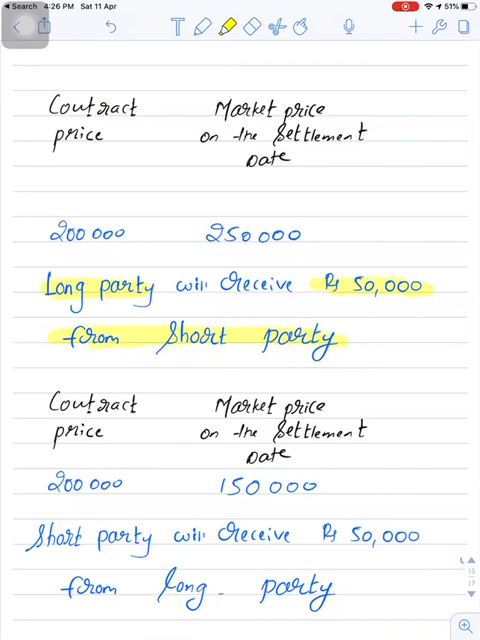 Search 4:26 PM Sat 11 Apr 51%
Contract Market price
price on the Settlement
Date
200 000 250 000
Long party will receive ₨ 50,000
from Short party
Contract Market price
price on the Settlement
Date
200 000 150 000
Short party will receive ₨ 50,000
from long party
15
17